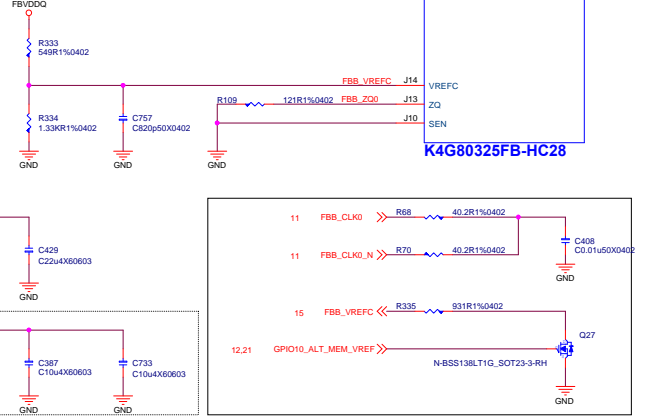 FBVDDQ
R333
549R1%0402
FBB_VREFC J14 VREFC
R109 121R1%0402 FBB_ZQ0 J13 ZQ
R334
1.33KR1%0402
C757
C820p50X0402
J10 SEN
GND GND GND
K4G80325FB-HC28
11 FBB_CLK0 R68 40.2R1%0402
C408
C0.01u50X0402
11 FBB_CLK0_N R70 40.2R1%0402
GND
C429
C22u4X60603
GND
15 FBB_VREFC R335 931R1%0402
Q27
12,21 GPIO10_ALT_MEM_VREF
N-BSS138LT1G_SOT23-3-RH
GND
C387
C10u4X60603
C733
C10u4X60603
GND GND